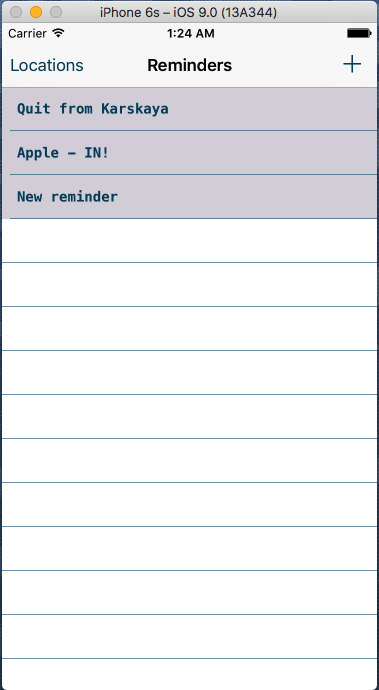 iPhone 6s – iOS 9.0 (13A344)
Carrier 1:24 AM
Locations Reminders +
Quit from Karskaya
Apple – IN!
New reminder